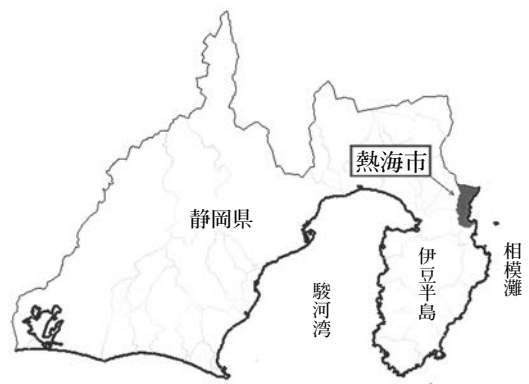 熱海市
静岡県
駿河湾
伊豆半島
相模灘